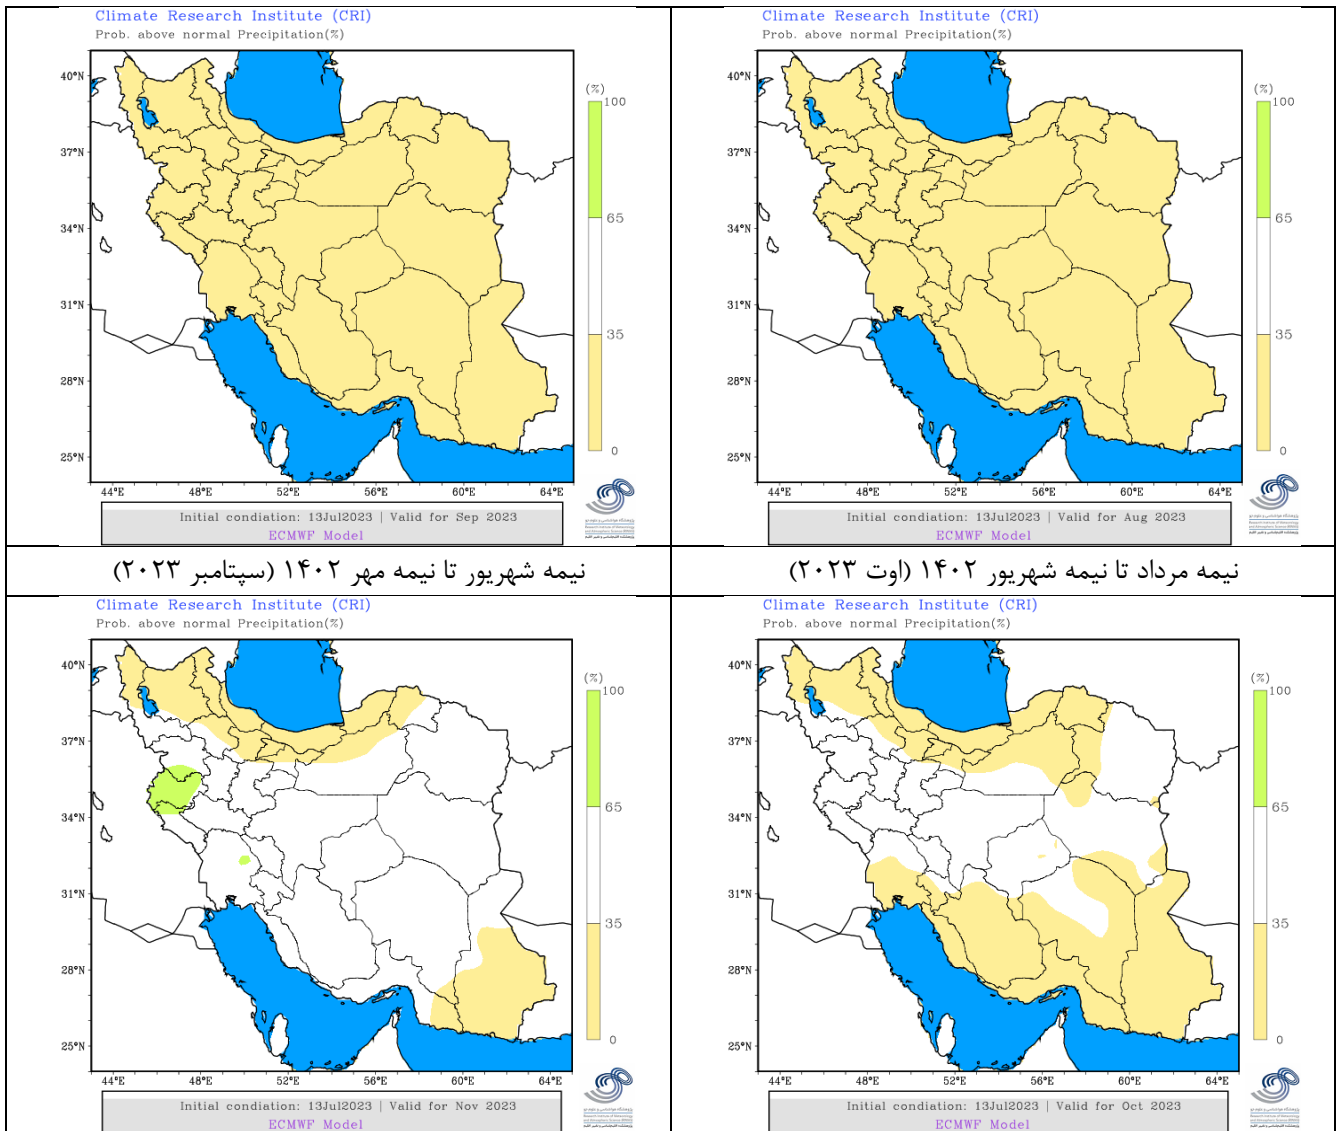 Climate Research Institute (CRI)
Prob. above normal Precipitation(%)
40°N
37°N
34°N
31°N
28°N
25°N
44°E 48°E 52°E 56°E 60°E 64°E
(%)
100
65
35
0
Initial condiation: 13Jul2023 | Valid for Sep 2023
ECMWF Model
Climate Research Institute (CRI)
Prob. above normal Precipitation(%)
40°N
37°N
34°N
31°N
28°N
25°N
44°E 48°E 52°E 56°E 60°E 64°E
(%)
100
65
35
0
Initial condiation: 13Jul2023 | Valid for Aug 2023
ECMWF Model
نیمه مرداد تا نیمه شهریور ۱۴۰۲ (اوت ۲۰۲۳)
نیمه شهریور تا نیمه مهر ۱۴۰۲ (سپتامبر ۲۰۲۳)
Climate Research Institute (CRI)
Prob. above normal Precipitation(%)
40°N
37°N
34°N
31°N
28°N
25°N
44°E 48°E 52°E 56°E 60°E 64°E
(%)
100
65
35
0
Initial condiation: 13Jul2023 | Valid for Nov 2023
ECMWF Model
Climate Research Institute (CRI)
Prob. above normal Precipitation(%)
40°N
37°N
34°N
31°N
28°N
25°N
44°E 48°E 52°E 56°E 60°E 64°E
(%)
100
65
35
0
Initial condiation: 13Jul2023 | Valid for Oct 2023
ECMWF Model